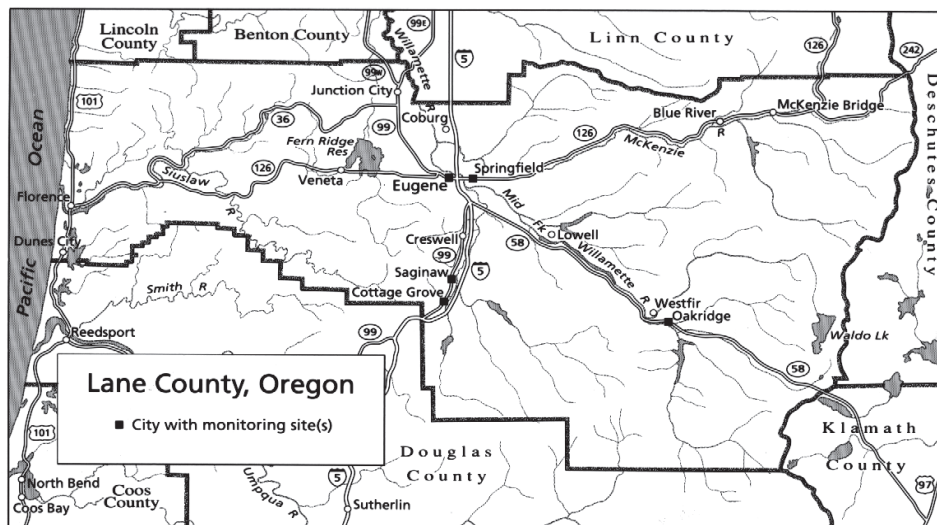 Lincoln
County
Benton County
99E
Willamette R
5
Linn County
126
242
101
99W
Junction City
Coburg
36
99
Fern Ridge
Res
Blue River
McKenzie Bridge
R
126
McKenzie
Deschutes County
Pacific Ocean
Siuslaw
R
126
Veneta
Eugene
Springfield
Florence
Mid Fk Willamette R
Lowell
58
Dunes City
Creswell
99
5
Saginaw
Cottage Grove
Smith R
Westfir
Oakridge
Waldo Lk
Reedsport
99
58
Lane County, Oregon
■ City with monitoring site(s)
101
Douglas
County
Klamath
County
97
North Bend
Coos Bay
Coos
County
Umpqua R
5
Sutherlin